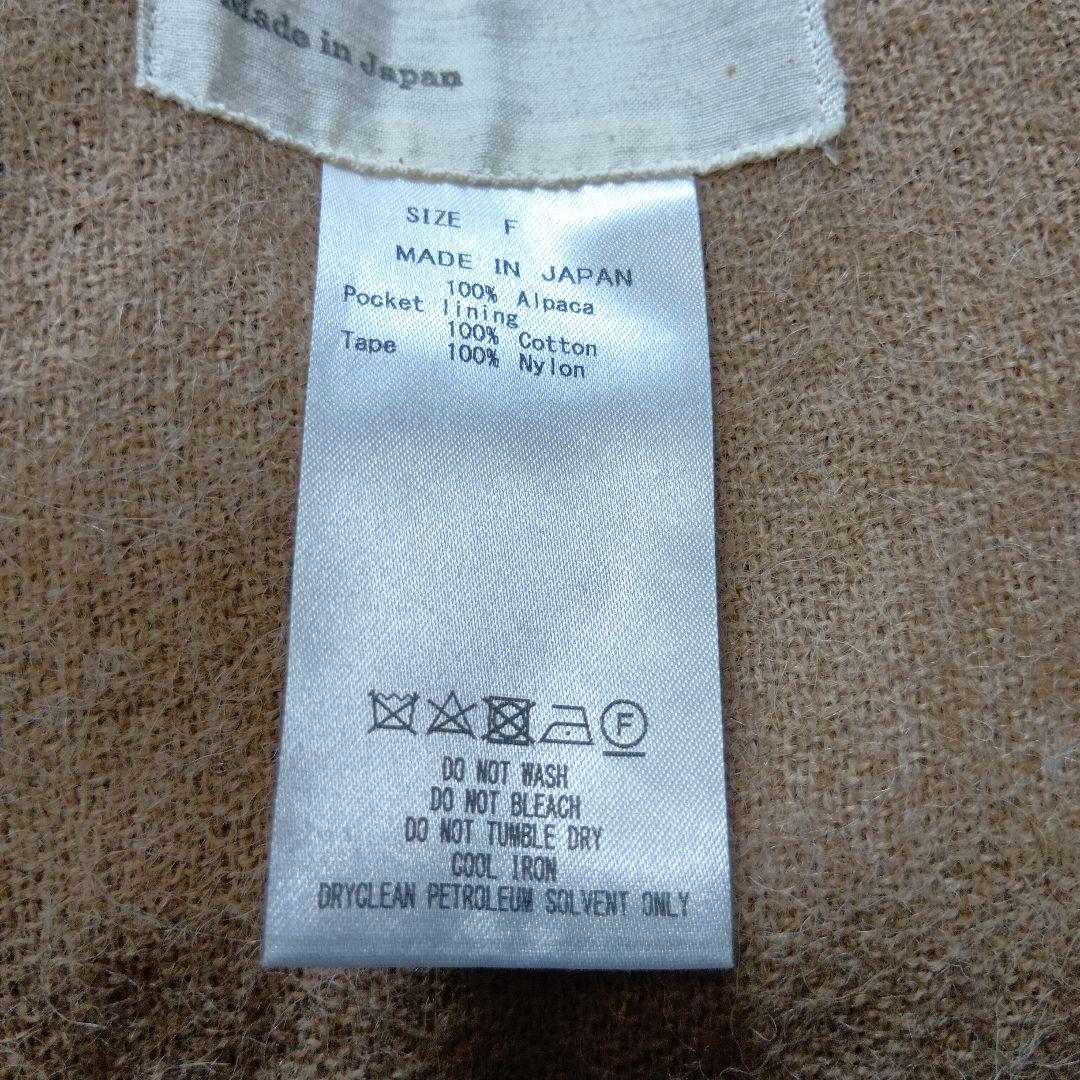 Made in Japan
SIZE F
MADE IN JAPAN
100% Alpaca
Pocket lining
100% Cotton
Tape 100% Nylon
F
DO NOT WASH
DO NOT BLEACH
DO NOT TUMBLE DRY
COOL IRON
DRYCLEAN PETROLEUM SOLVENT ONLY